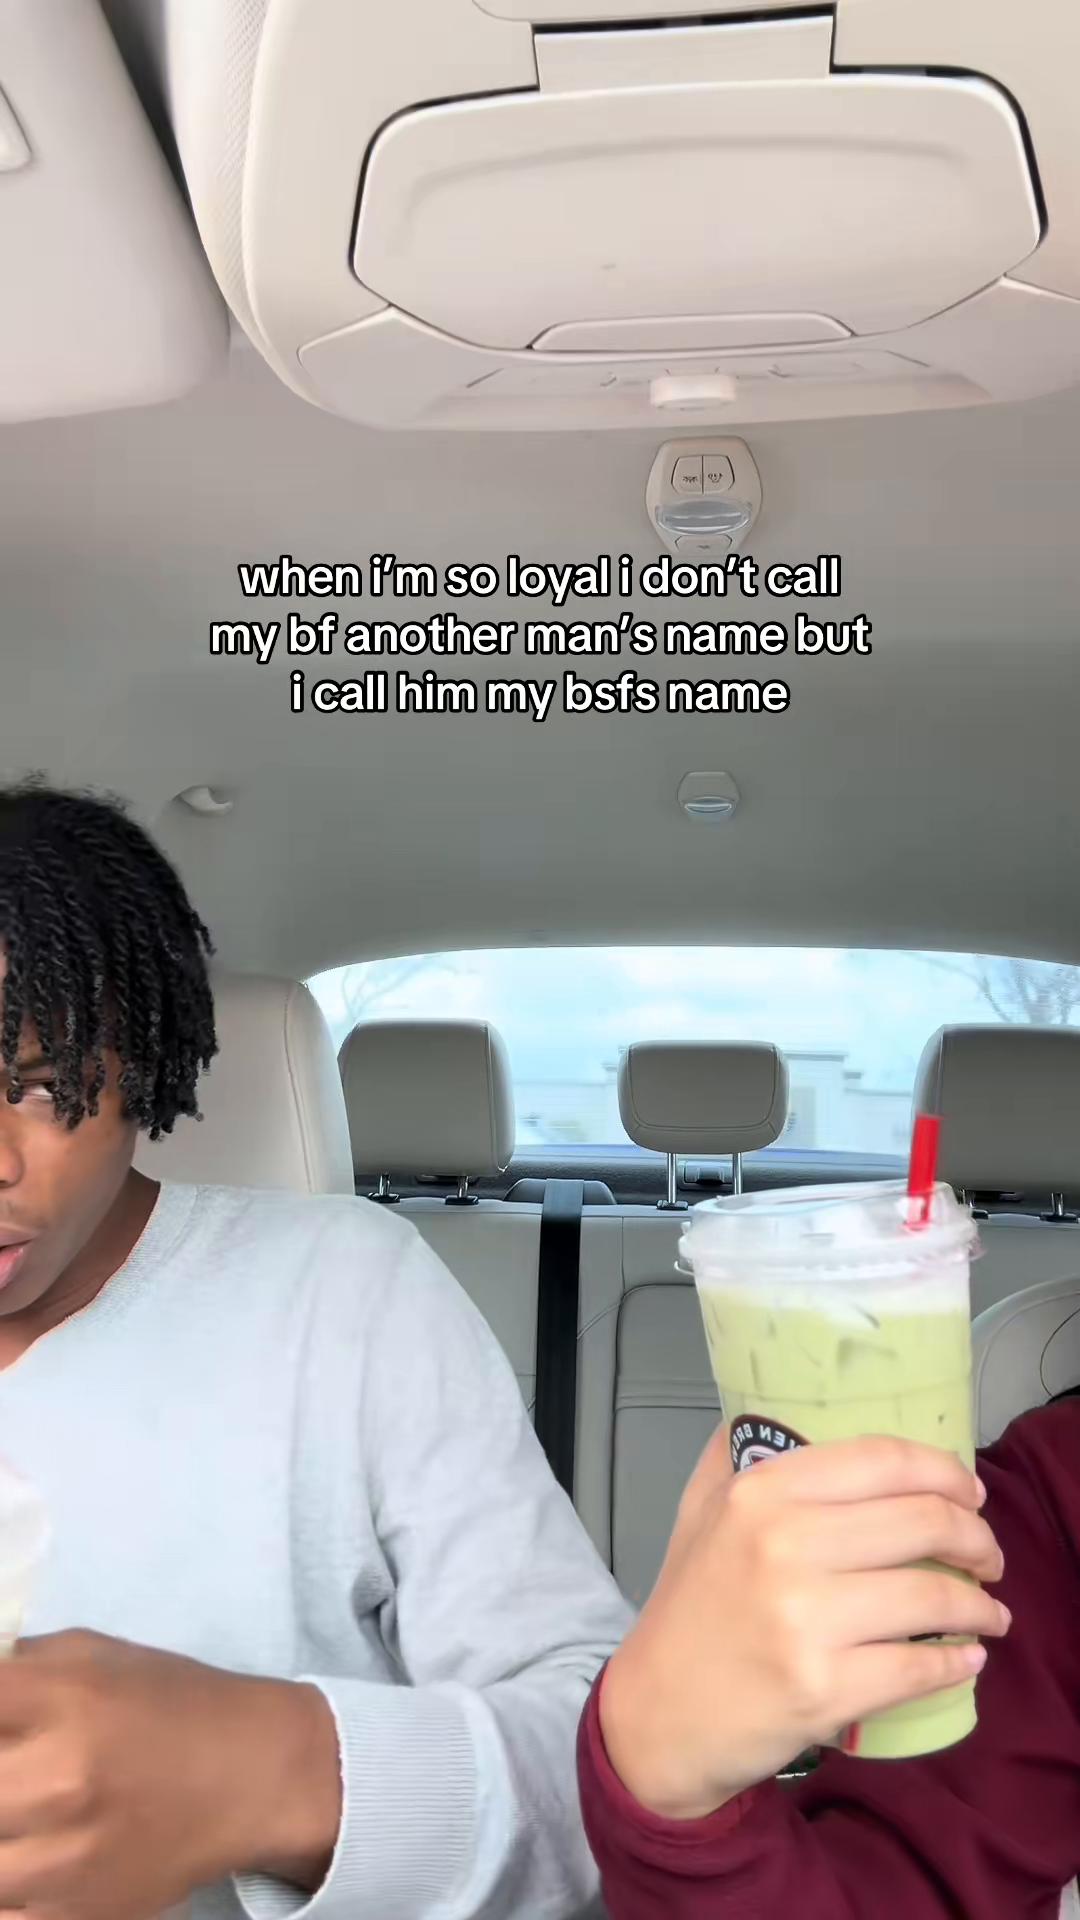 when i'm so loyal i don't call
my bf another man's name but
i call him my bsfs name